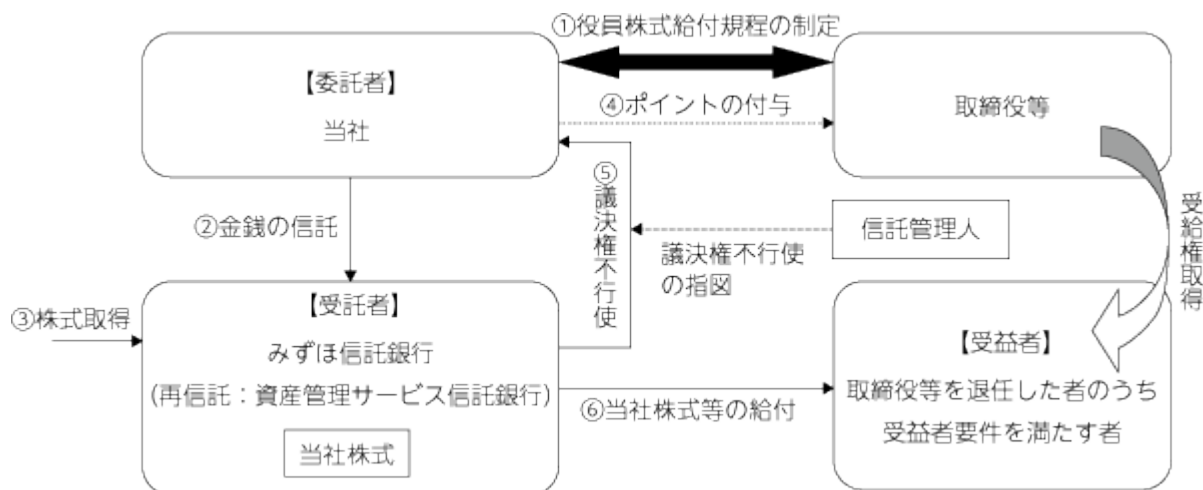 ①役員株式給付規程の制定
【委託者】
当社
④ポイントの付与
取締役等
②金銭の信託
⑤議決権不行使
議決権不行使
の指図
信託管理人
受給権取得
③株式取得
【受託者】
みずほ信託銀行
(再信託：資産管理サービス信託銀行)
当社株式
⑥当社株式等の給付
【受益者】
取締役等を退任した者のうち
受益者要件を満たす者